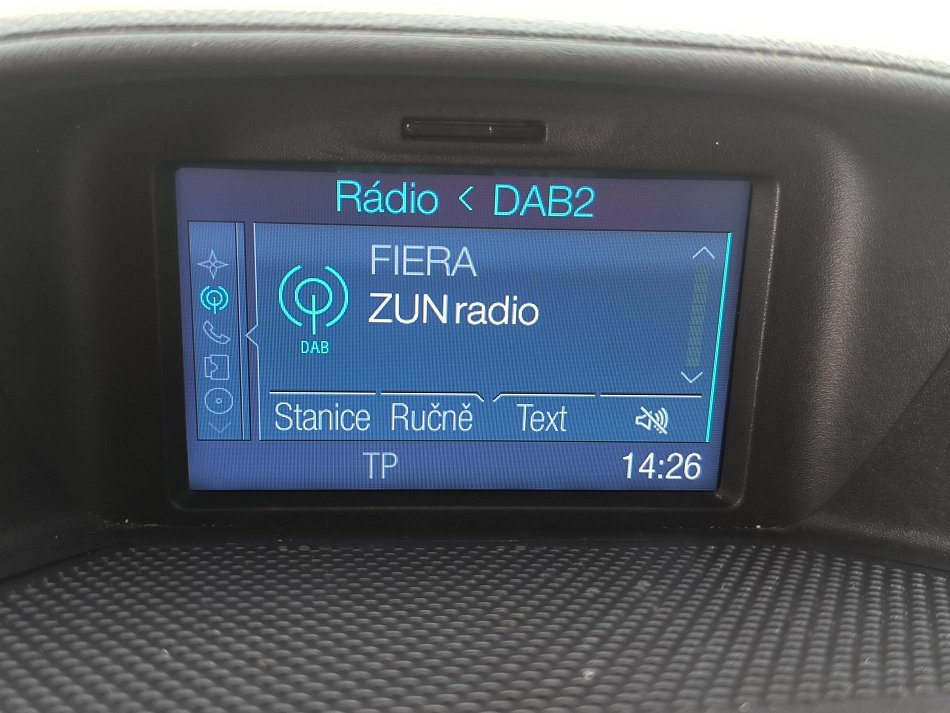 Rádio < DAB2
FIERA
ZUN radio
DAB
Stanice Ručně Text
TP 14:26